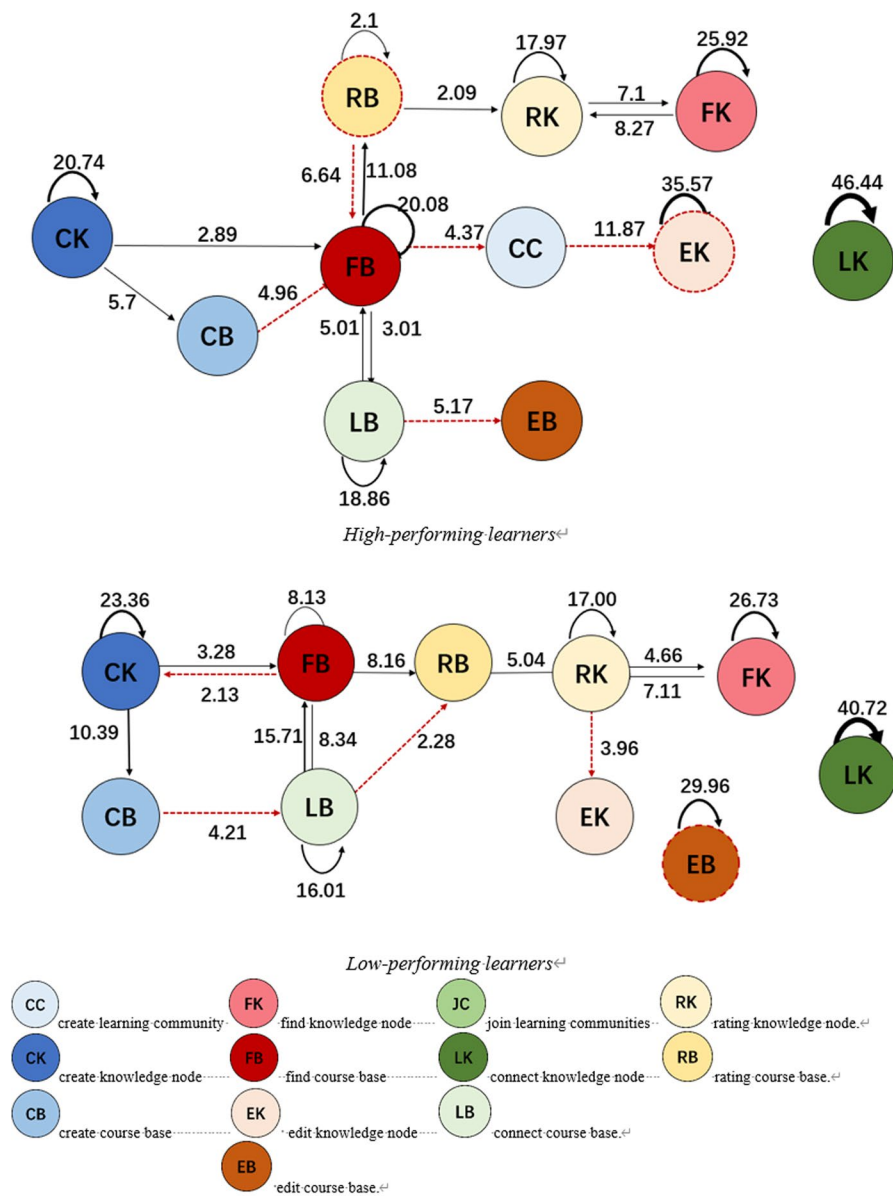 2.1
17.97
25.92
RB
2.09
RK
7.1
8.27
FK
20.74
6.64
11.08
35.57
46.44
CK
2.89
20.08
4.37
CC
11.87
EK
LK
FB
5.7
4.96
CB
5.01
3.01
LB
5.17
EB
18.86
High-performing learners↵
23.36
8.13
17.00
26.73
CK
3.28
2.13
FB
8.16
RB
5.04
RK
4.66
7.11
FK
10.39
15.71
8.34
2.28
3.96
40.72
LK
CB
4.21
LB
EK
29.96
EB
16.01
Low-performing learners↵
CC create learning community FK find knowledge node JC join learning communities RK rating knowledge node.↵
CK create knowledge node FB find course base LK connect knowledge node RB rating course base.↵
CB create course base EK edit knowledge node LB connect course base.↵
EB edit course base.↵